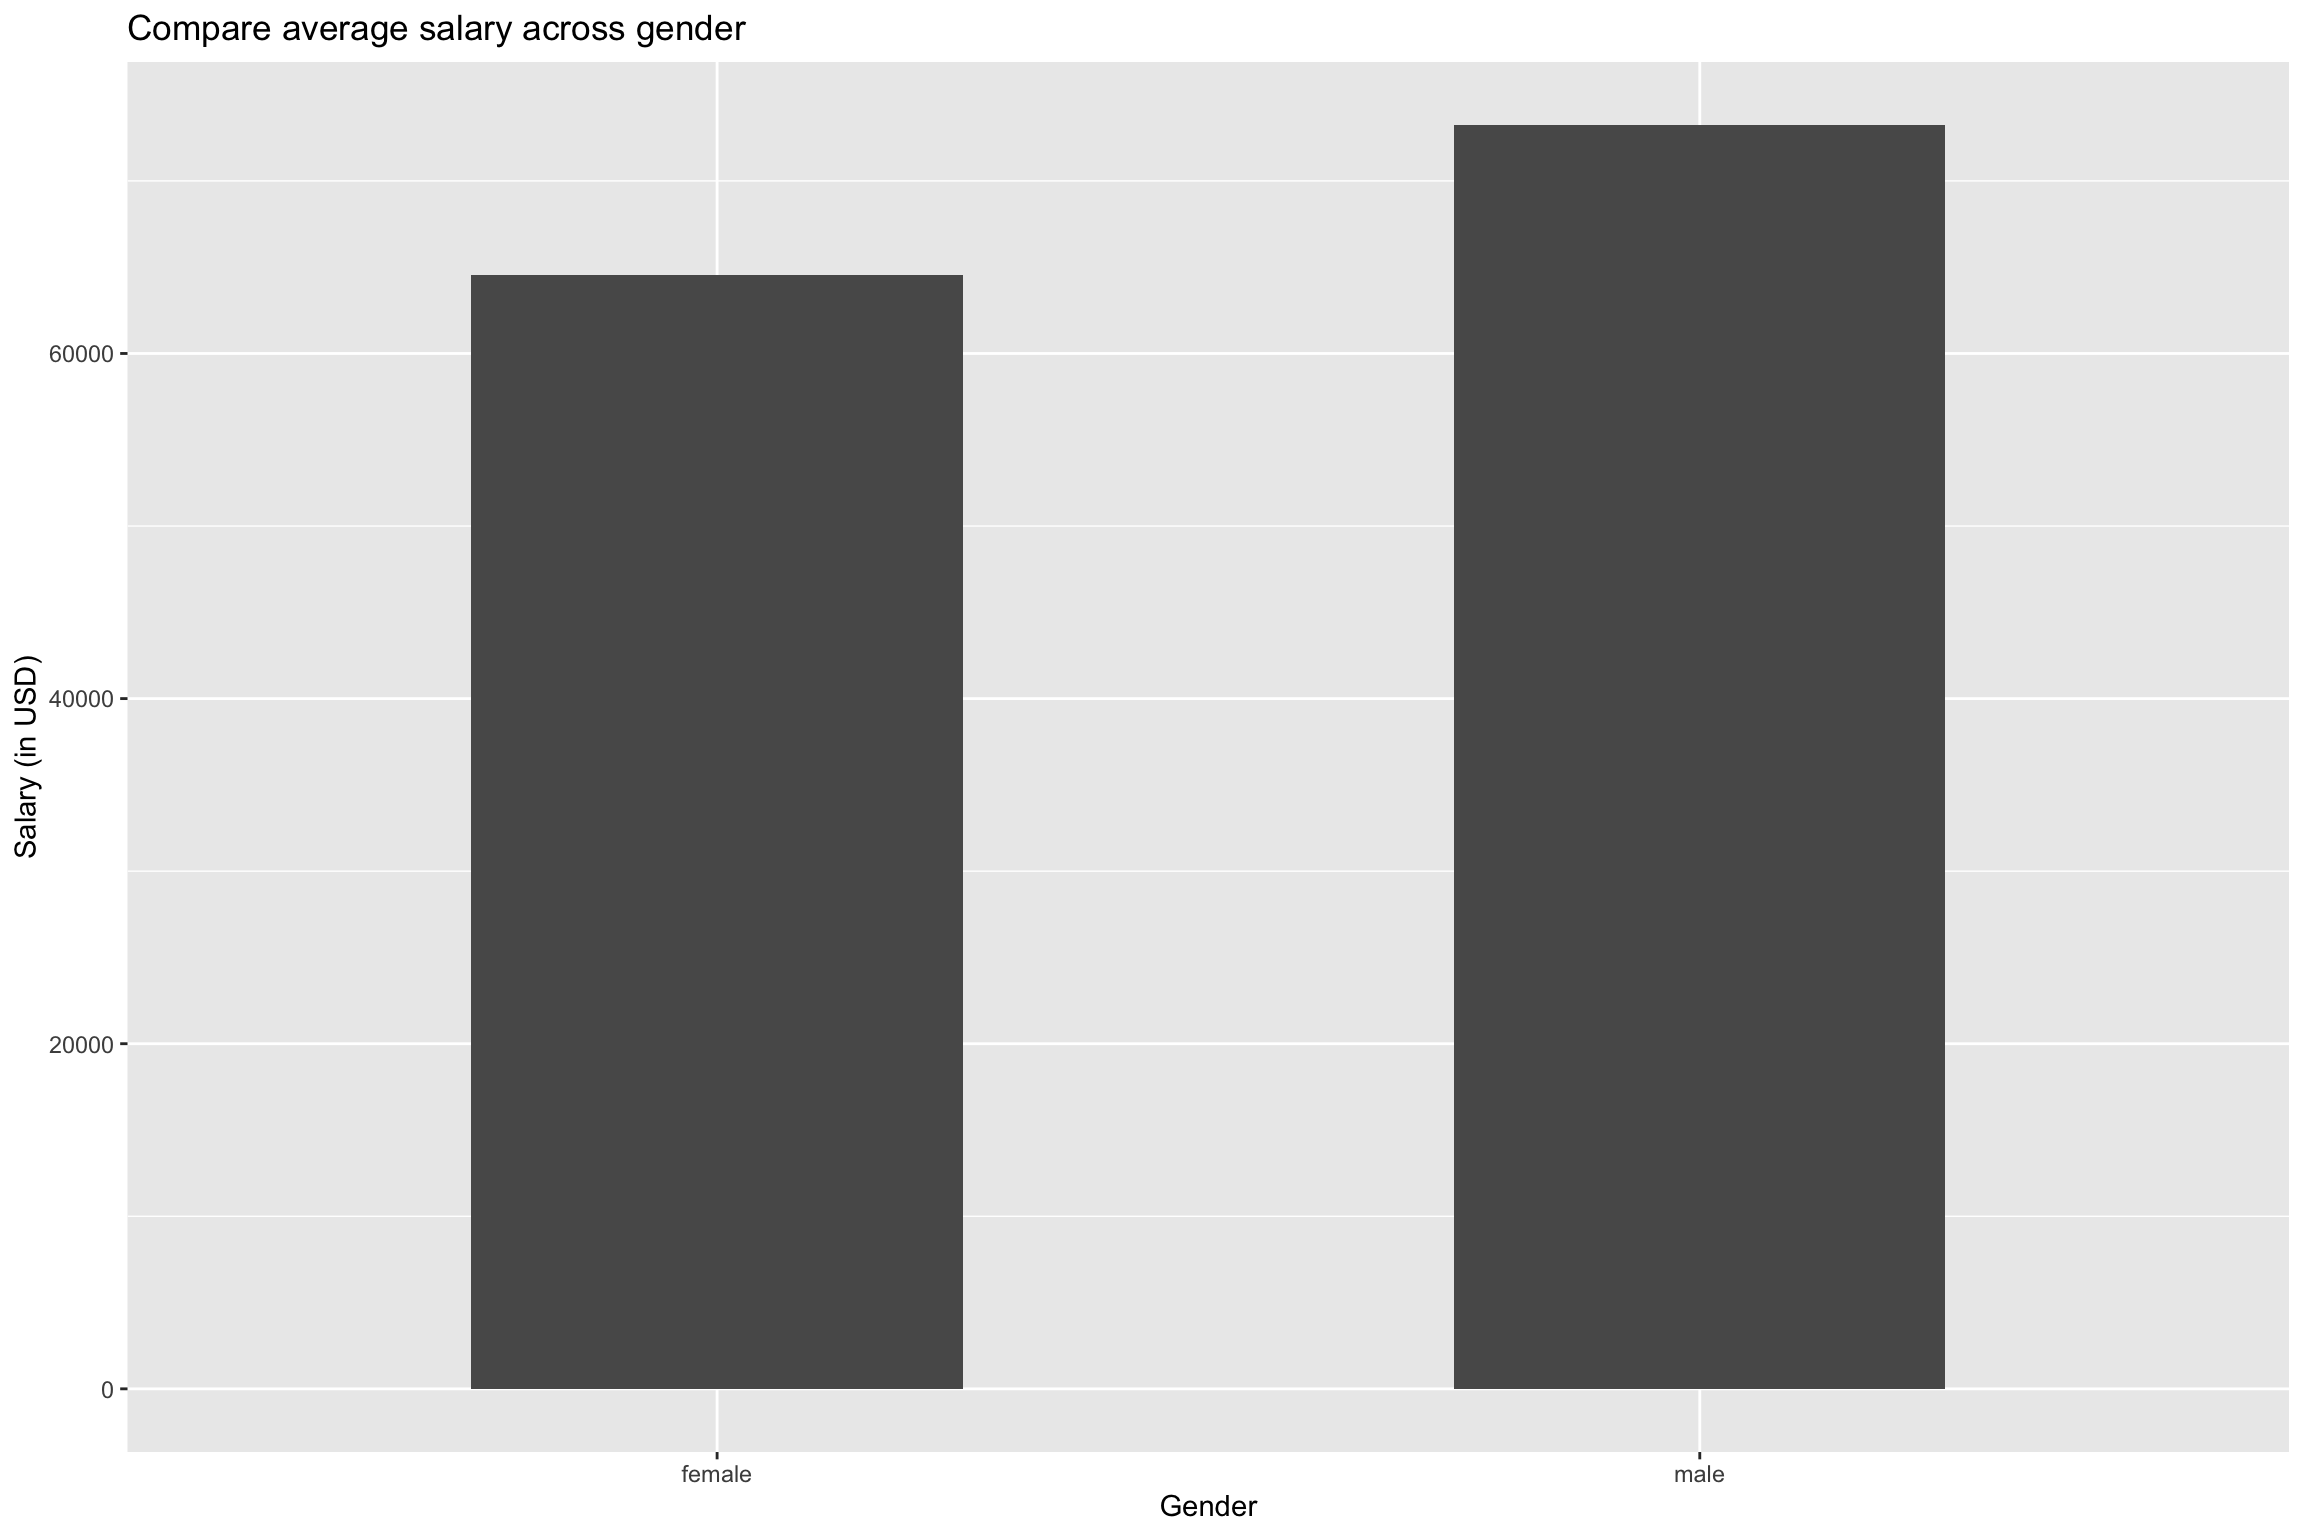 Compare average salary across gender
60000
40000
20000
0
Salary (in USD)
female
male
Gender